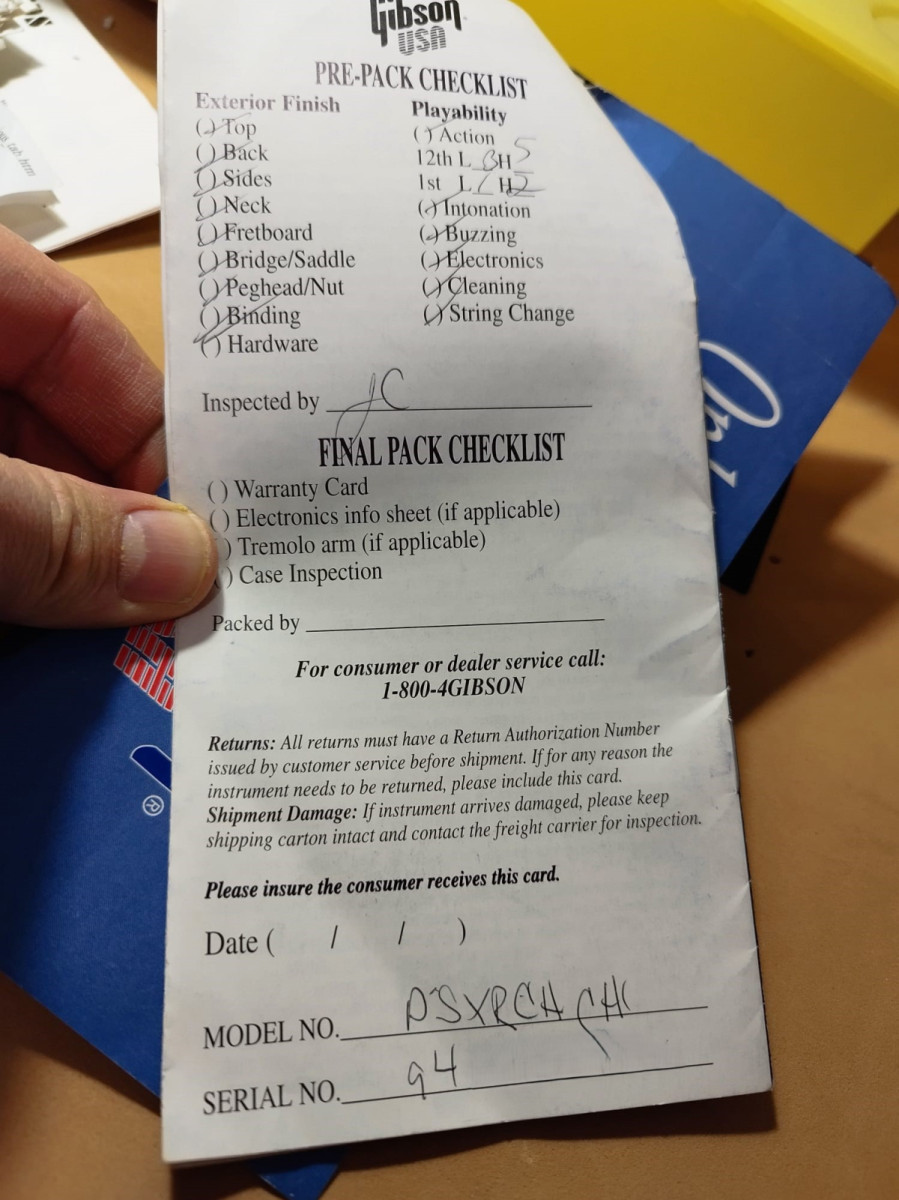 Gibson
USA
PRE-PACK CHECKLIST
Exterior Finish
( ) Top
( ) Back
( ) Sides
( ) Neck
( ) Fretboard
( ) Bridge/Saddle
( ) Peghead/Nut
( ) Binding
( ) Hardware
Playability
( ) Action
12th L 3 H 5
1st L 1 H 2
( ) Intonation
( ) Buzzing
( ) Electronics
( ) Cleaning
( ) String Change
Inspected by JC
FINAL PACK CHECKLIST
( ) Warranty Card
( ) Electronics info sheet (if applicable)
( ) Tremolo arm (if applicable)
( ) Case Inspection
Packed by
For consumer or dealer service call:
1-800-4GIBSON
Returns: All returns must have a Return Authorization Number
issued by customer service before shipment. If for any reason the
instrument needs to be returned, please include this card.
Shipment Damage: If instrument arrives damaged, please keep
shipping carton intact and contact the freight carrier for inspection.
Please insure the consumer receives this card.
Date ( / / )
MODEL NO. DSXRCHCH
SERIAL NO. 94
®